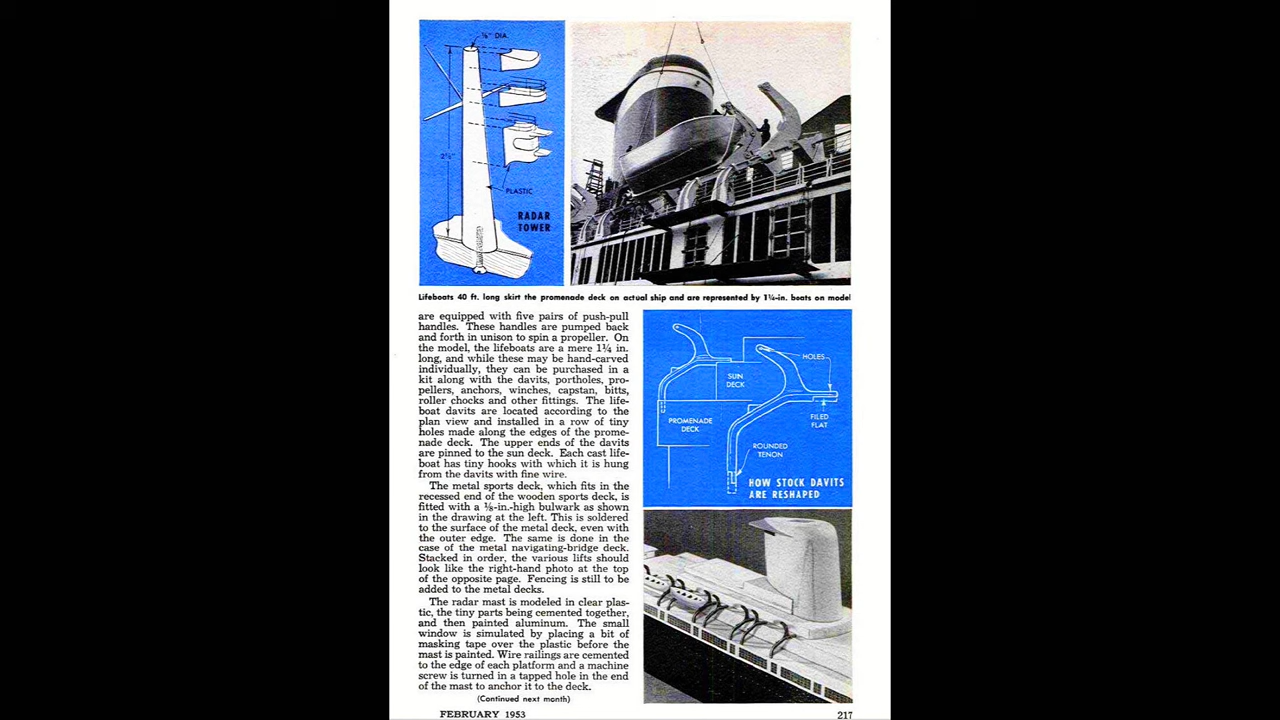 ⅛" DIA.
2⅞"
PLASTIC
RADAR
TOWER
Lifeboats 40 ft. long skirt the promenade deck on actual ship and are represented by 1¼-in. boats on model
are equipped with five pairs of push-pull
handles. These handles are pumped back
and forth in unison to spin a propeller. On
the model, the lifeboats are a mere 1¼ in.
long, and while these may be hand-carved
individually, they can be purchased in a
kit along with the davits, portholes, pro-
pellers, anchors, winches, capstan, bitts,
roller chocks and other fittings. The life-
boat davits are located according to the
plan view and installed in a row of tiny
holes made along the edges of the prome-
nade deck. The upper ends of the davits
are pinned to the sun deck. Each cast life-
boat has tiny hooks with which it is hung
from the davits with fine wire.
The metal sports deck, which fits in the
recessed end of the wooden sports deck, is
fitted with a ⅛-in.-high bulwark as shown
in the drawing at the left. This is soldered
to the surface of the metal deck, even with
the outer edge. The same is done in the
case of the metal navigating-bridge deck.
Stacked in order, the various lifts should
look like the right-hand photo at the top
of the opposite page. Fencing is still to be
added to the metal decks.
The radar mast is modeled in clear plas-
tic, the tiny parts being cemented together,
and then painted aluminum. The small
window is simulated by placing a bit of
masking tape over the plastic before the
mast is painted. Wire railings are cemented
to the edge of each platform and a machine
screw is turned in a tapped hole in the end
of the mast to anchor it to the deck.
(Continued next month)
HOLES
SUN
DECK
PROMENADE
DECK
FILED
FLAT
ROUNDED
TENON
HOW STOCK DAVITS
ARE RESHAPED
FEBRUARY 1953
217